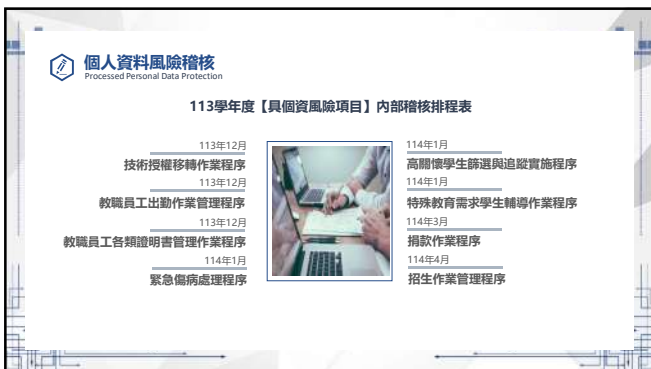 個人資料風險稽核
Processed Personal Data Protection
113學年度【具個資風險項目】內部稽核排程表
113年12月
技術授權移轉作業程序
113年12月
教職員工出勤作業管理程序
113年12月
教職員工各類證明書管理作業程序
114年1月
緊急傷病處理程序
114年1月
高關懷學生篩選與追蹤實施程序
114年1月
特殊教育需求學生輔導作業程序
114年3月
捐款作業程序
114年4月
招生作業管理程序